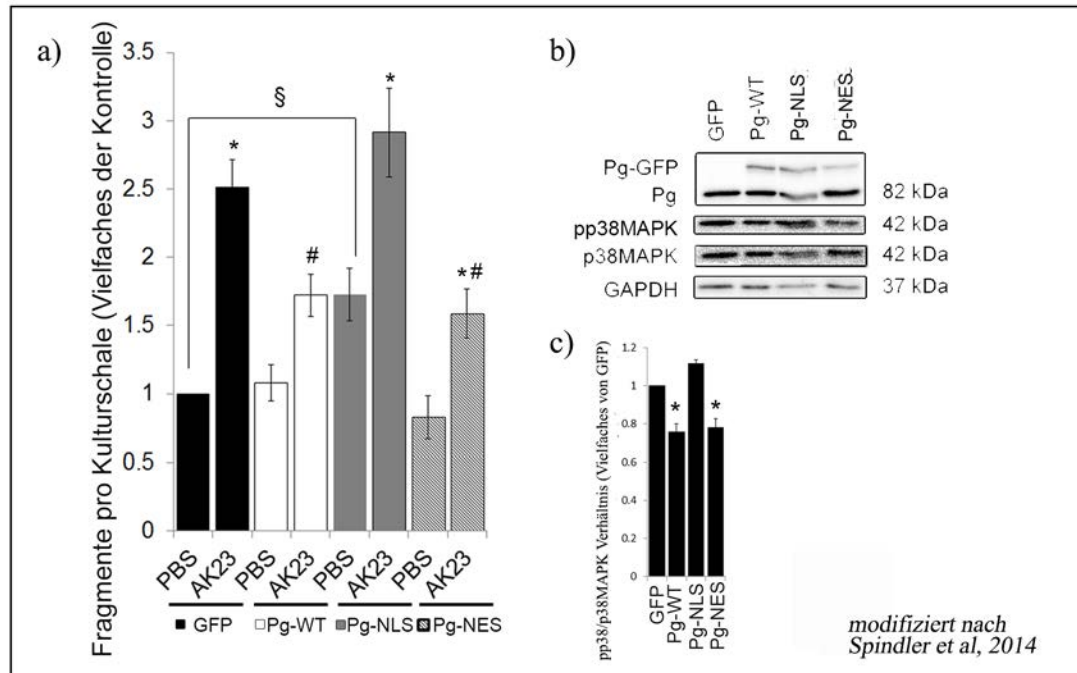 a)
Fragmente pro Kulturschale (Vielfaches der Kontrolle)
3.5
3
2.5
2
1.5
1
0.5
0
§
*
#
*
*#
PBS
AK23
PBS
AK23
PBS
AK23
PBS
AK23
GFP
Pg-WT
Pg-NLS
Pg-NES
b)
GFP
Pg-WT
Pg-NLS
Pg-NES
Pg-GFP
Pg
82 kDa
pp38MAPK
42 kDa
p38MAPK
42 kDa
GAPDH
37 kDa
c)
pp38/p38MAPK Verhältnis (Vielfaches von GFP)
1.2
1
0.8
0.6
0.4
0.2
0
*
*
GFP
Pg-WT
Pg-NLS
Pg-NES
modifiziert nach
Spindler et al, 2014